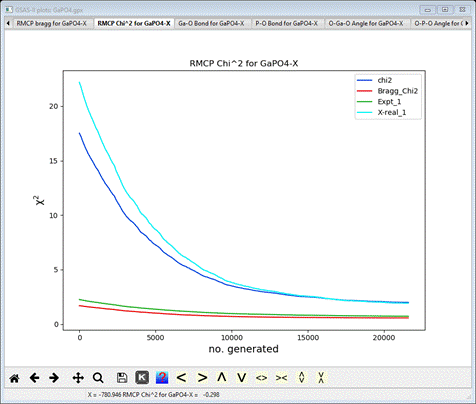 GSAS-II plots: GaPO4.gpx
RMCP bragg for GaPO4-X
RMCP Chi^2 for GaPO4-X
Ga-O Bond for GaPO4-X
P-O Bond for GaPO4-X
O-Ga-O Angle for GaPO4-X
O-P-O Angle for GaPO4-X
RMCP Chi^2 for GaPO4-X
chi2
Bragg_Chi2
Expt_1
X-real_1
χ²
20
15
10
5
0
0 5000 10000 15000 20000
no. generated
K ?
X = -780.946 RMCP Chi^2 for GaPO4-X = -0.298